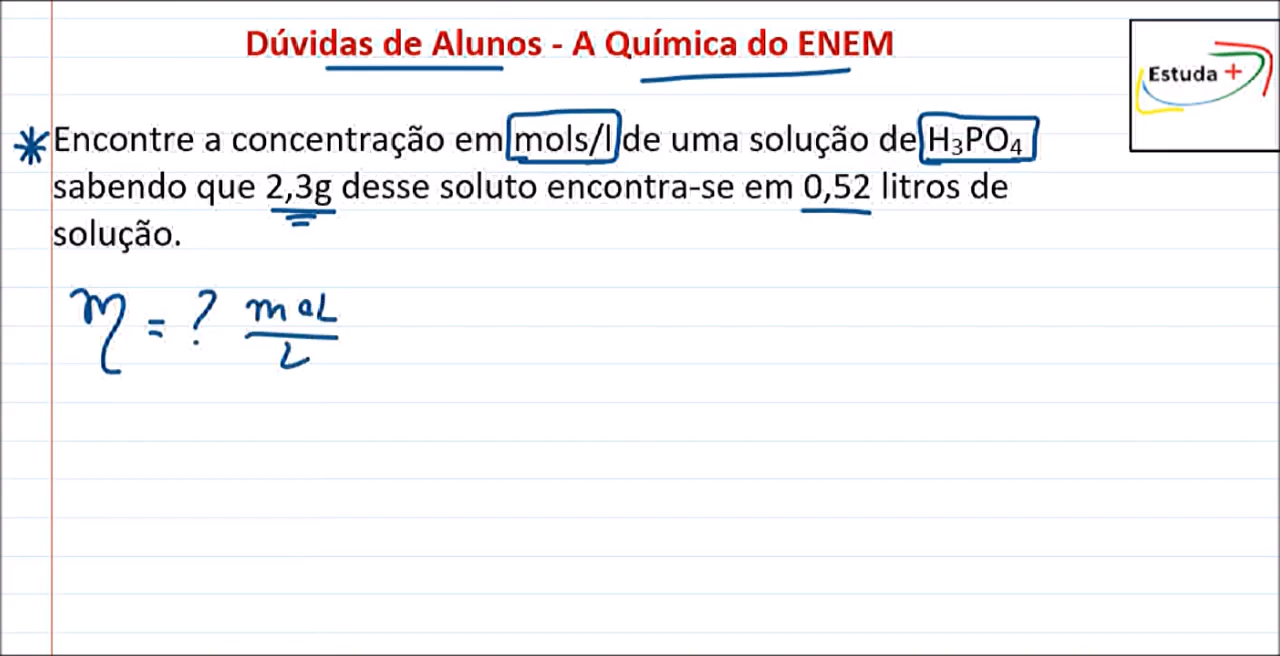 Dúvidas de Alunos - A Química do ENEM
Estuda +
Encontre a concentração em mols/l de uma solução de H₃PO₄
sabendo que 2,3g desse soluto encontra-se em 0,52 litros de
solução.
η = ? mol
L